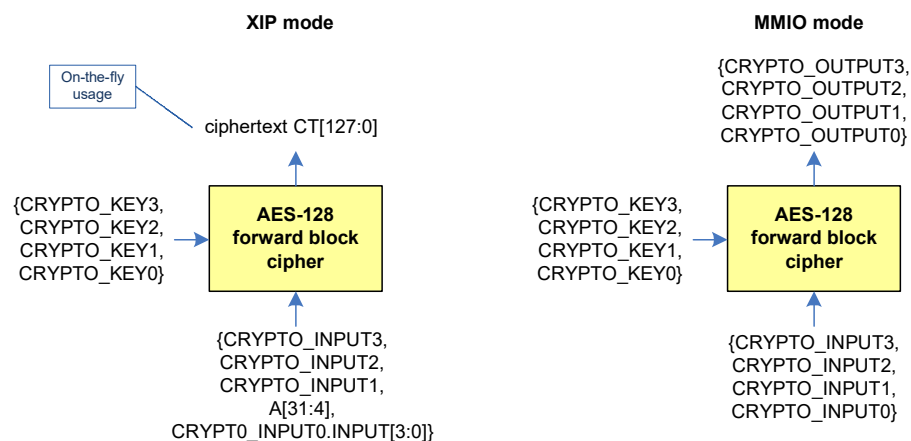 XIP mode
On-the-fly
usage
ciphertext CT[127:0]
{CRYPTO_KEY3,
CRYPTO_KEY2,
CRYPTO_KEY1,
CRYPTO_KEY0}
AES-128
forward block
cipher
{CRYPTO_INPUT3,
CRYPTO_INPUT2,
CRYPTO_INPUT1,
A[31:4],
CRYPT0_INPUT0.INPUT[3:0]}
MMIO mode
{CRYPTO_OUTPUT3,
CRYPTO_OUTPUT2,
CRYPTO_OUTPUT1,
CRYPTO_OUTPUT0}
{CRYPTO_KEY3,
CRYPTO_KEY2,
CRYPTO_KEY1,
CRYPTO_KEY0}
AES-128
forward block
cipher
{CRYPTO_INPUT3,
CRYPTO_INPUT2,
CRYPTO_INPUT1,
CRYPTO_INPUT0}